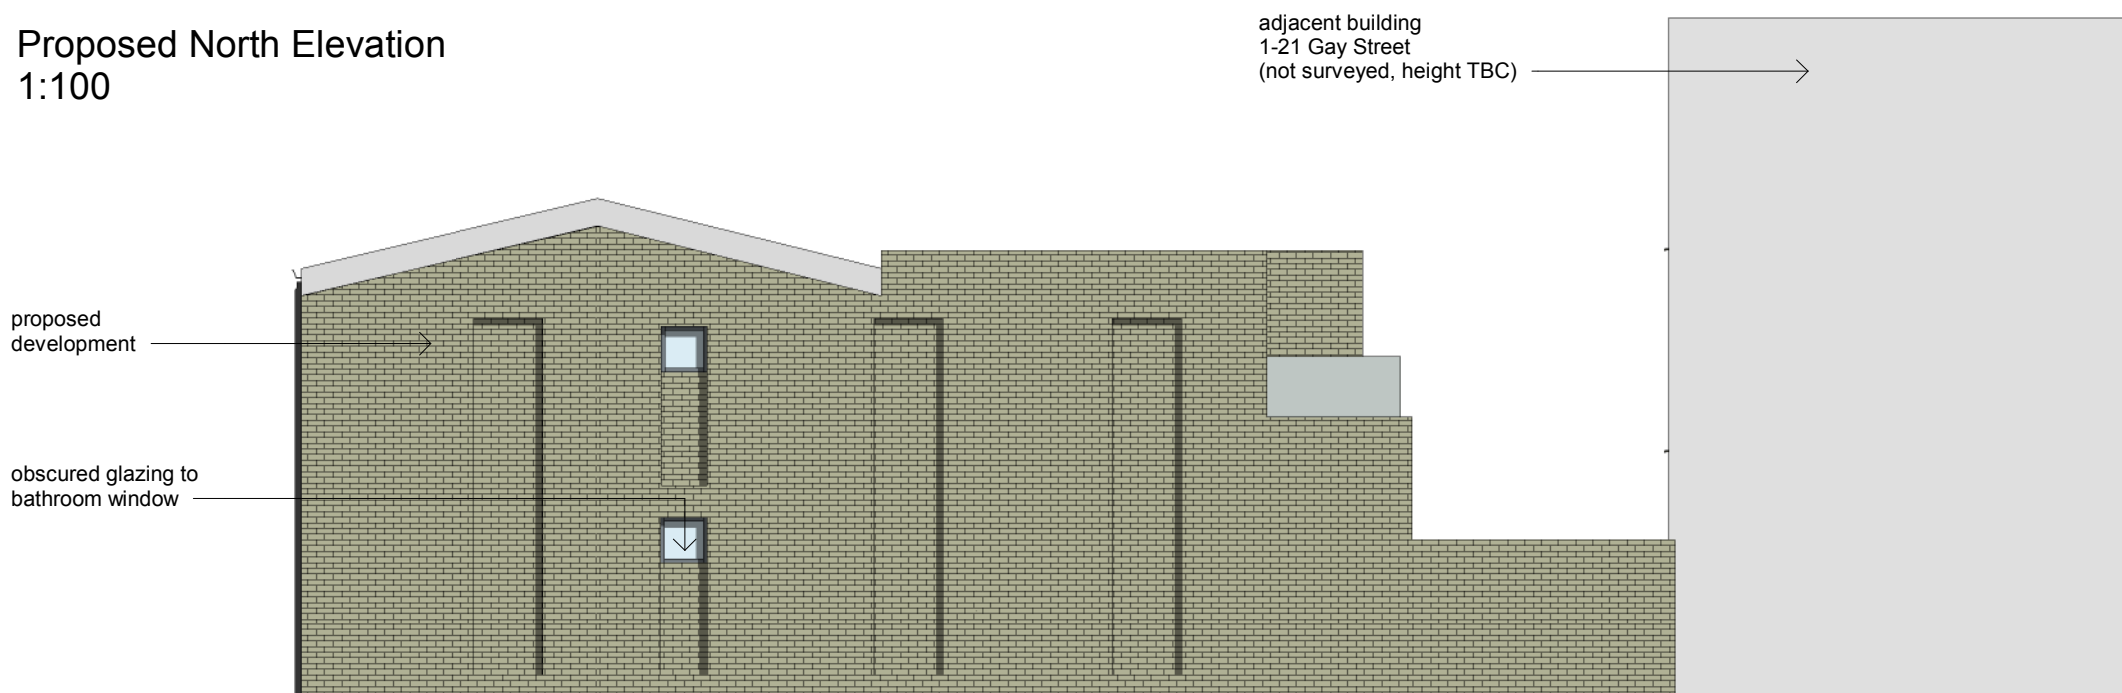 Proposed North Elevation
1:100
adjacent building
1-21 Gay Street
(not surveyed, height TBC)
proposed
development
obscured glazing to
bathroom window